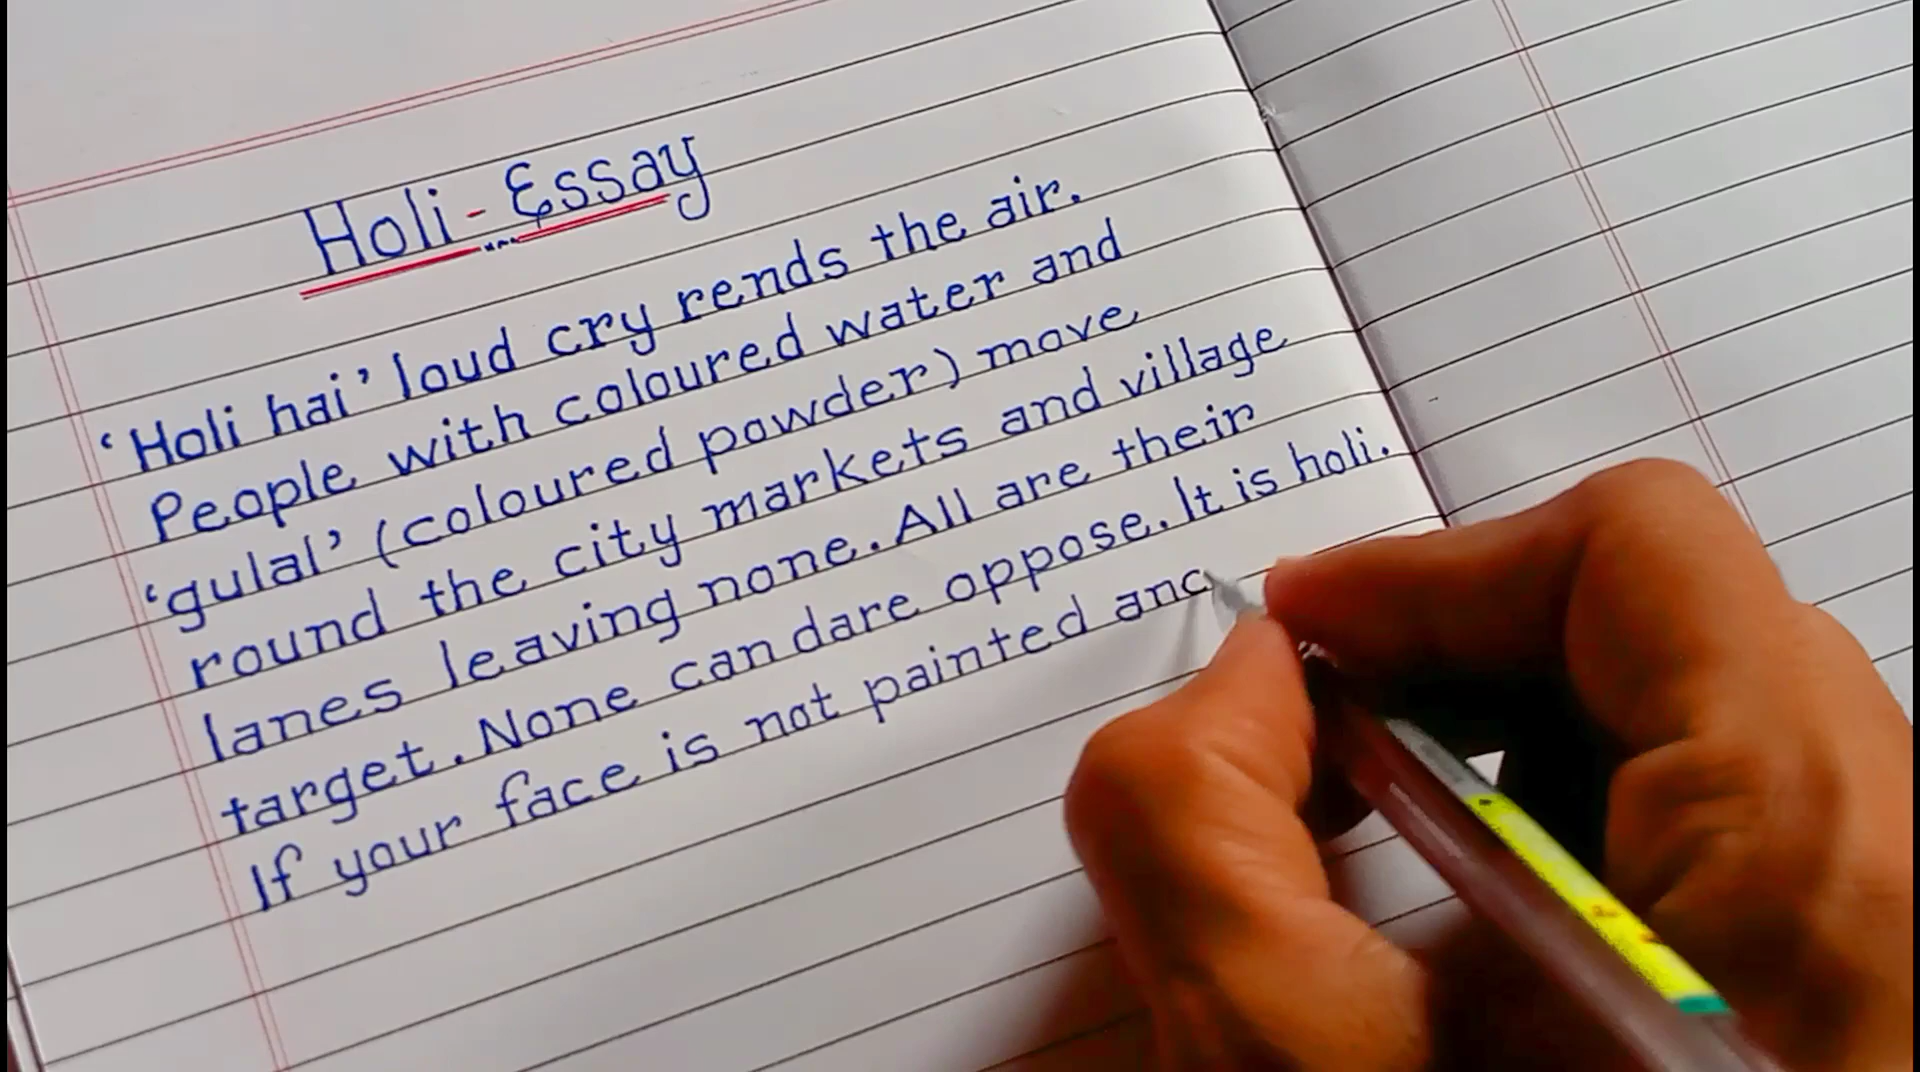 Holi - Essay
‘Holi hai’ loud cry rends the air.
People with coloured water and
‘gulal’ (coloured powder) move
round the city markets and village
lanes leaving none. All are their
target. None can dare oppose. It is holi.
If your face is not painted anc